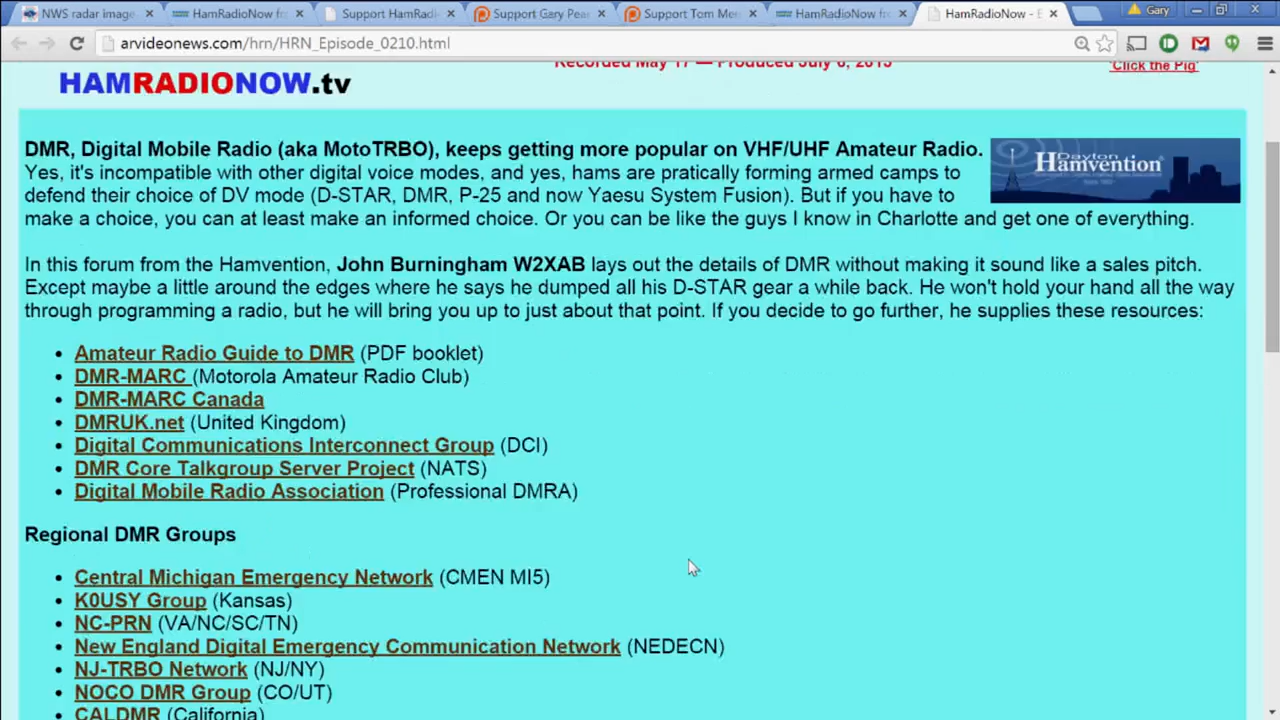 NWS radar image
HamRadioNow fro
Support HamRadi
Support Gary Pea
Support Tom Me
HamRadioNow fro
HamRadioNow - E
Gary
arvideonews.com/hrn/HRN_Episode_0210.html
HAMRADIONOW.tv
Recorded May 17 — Produced July 6, 2015
'Click the Pig'
DMR, Digital Mobile Radio (aka MotoTRBO), keeps getting more popular on VHF/UHF Amateur Radio.
Yes, it's incompatible with other digital voice modes, and yes, hams are pratically forming armed camps to
defend their choice of DV mode (D-STAR, DMR, P-25 and now Yaesu System Fusion). But if you have to
make a choice, you can at least make an informed choice. Or you can be like the guys I know in Charlotte and get one of everything.
Dayton
Hamvention
In this forum from the Hamvention, John Burningham W2XAB lays out the details of DMR without making it sound like a sales pitch.
Except maybe a little around the edges where he says he dumped all his D-STAR gear a while back. He won't hold your hand all the way
through programming a radio, but he will bring you up to just about that point. If you decide to go further, he supplies these resources:
• Amateur Radio Guide to DMR (PDF booklet)
• DMR-MARC (Motorola Amateur Radio Club)
• DMR-MARC Canada
• DMRUK.net (United Kingdom)
• Digital Communications Interconnect Group (DCI)
• DMR Core Talkgroup Server Project (NATS)
• Digital Mobile Radio Association (Professional DMRA)
Regional DMR Groups
• Central Michigan Emergency Network (CMEN MI5)
• K0USY Group (Kansas)
• NC-PRN (VA/NC/SC/TN)
• New England Digital Emergency Communication Network (NEDECN)
• NJ-TRBO Network (NJ/NY)
• NOCO DMR Group (CO/UT)
• CALDMR (California)